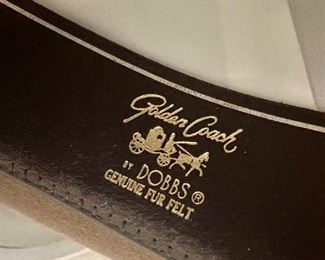 Golden Coach
BY DOBBS®
GENUINE FUR FELT